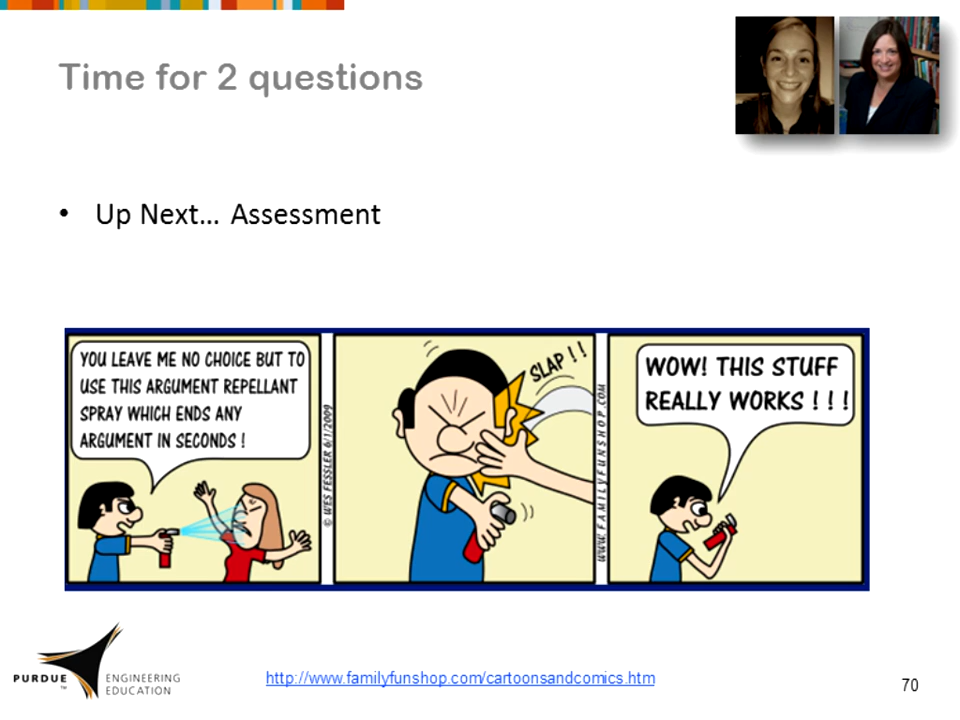 Time for 2 questions
• Up Next… Assessment
YOU LEAVE ME NO CHOICE BUT TO
USE THIS ARGUMENT REPELLANT
SPRAY WHICH ENDS ANY
ARGUMENT IN SECONDS !
© WES FESSLER 6/1/2009
SLAP ! !
WWW.FAMILYFUNSHOP.COM
WOW! THIS STUFF
REALLY WORKS ! ! !
PURDUE
TM
ENGINEERING
EDUCATION
http://www.familyfunshop.com/cartoonsandcomics.htm
70